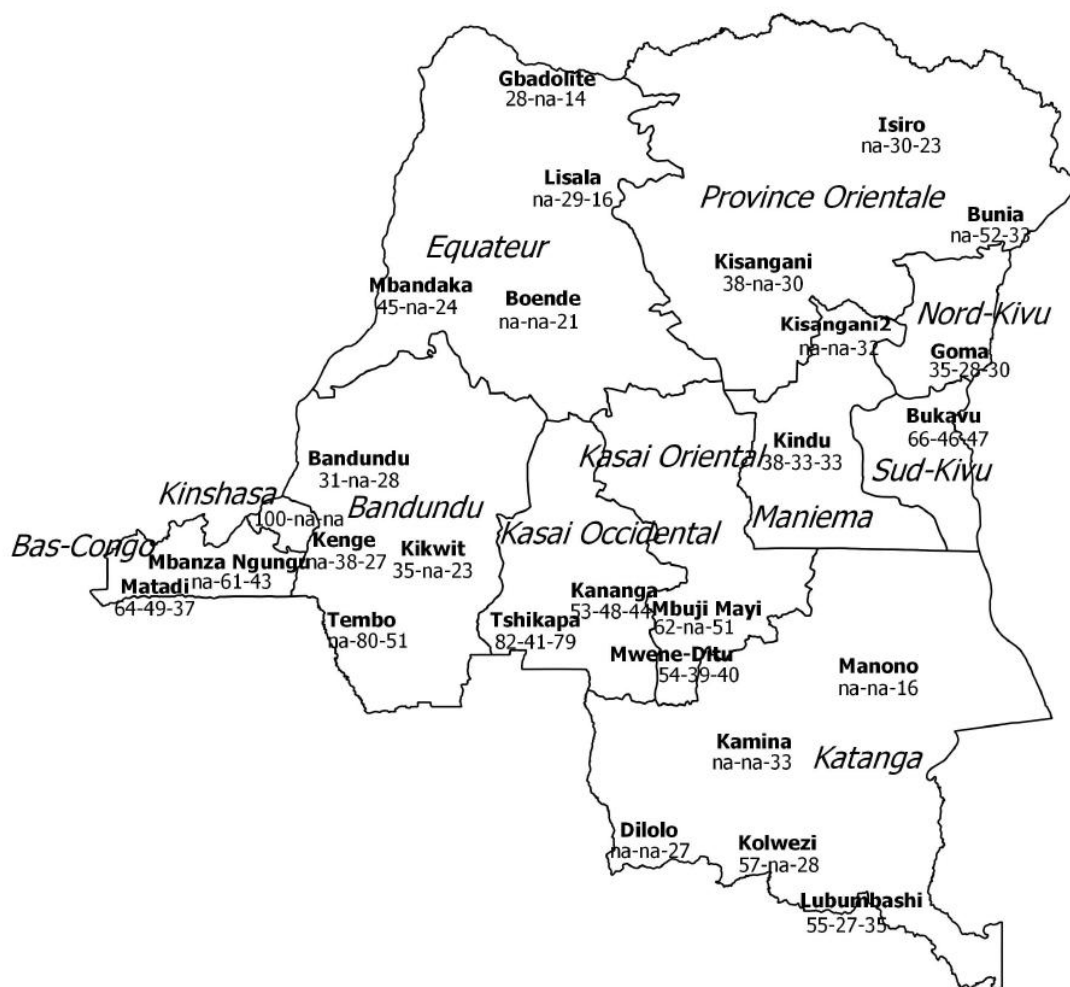 Gbadolite
28-na-14
Isiro
na-30-23
Lisala
na-29-16
Province Orientale
Bunia
na-52-33
Equateur
Kisangani
38-na-30
Mbandaka
45-na-24
Boende
na-na-21
Nord-Kivu
Kisangani2
na-na-32
Goma
35-28-30
Bukavu
66-46-47
Kindu
38-33-33
Sud-Kivu
Bandundu
31-na-28
Kasai Oriental
Kinshasa
100-na-na
Bandundu
Kasai Occidental
Maniema
Bas-Congo
Mbanza Ngungu
na-61-43
Kenge
na-38-27
Kikwit
35-na-23
Matadi
64-49-37
Kananga
53-48-44
Mbuji Mayi
62-na-51
Tembo
na-80-51
Tshikapa
82-41-79
Mwene-Ditu
54-39-40
Manono
na-na-16
Kamina
na-na-33
Katanga
Dilolo
na-na-27
Kolwezi
57-na-28
Lubumbashi
55-27-35